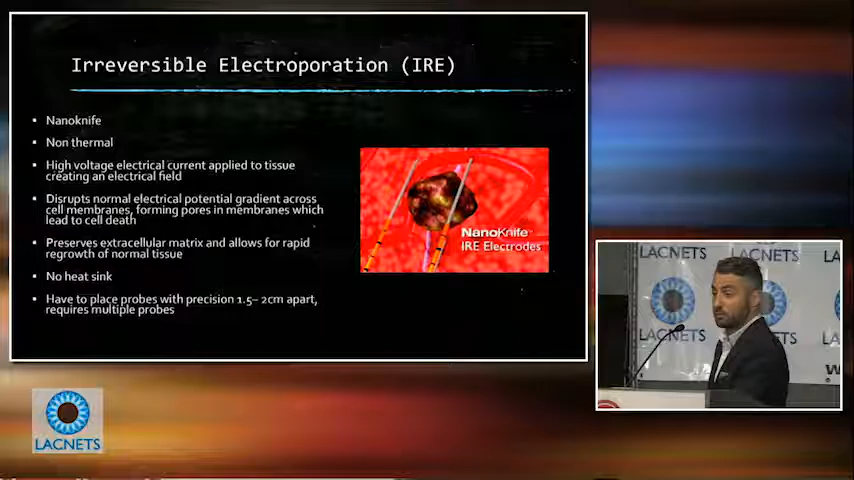 Irreversible Electroporation (IRE)
▪ Nanoknife
▪ Non thermal
▪ High voltage electrical current applied to tissue
creating an electrical field
▪ Disrupts normal electrical potential gradient across
cell membranes, forming pores in membranes which
lead to cell death
▪ Preserves extracellular matrix and allows for rapid
regrowth of normal tissue
▪ No heat sink
▪ Have to place probes with precision 1.5– 2cm apart,
requires multiple probes
NanoKnife
IRE Electrodes
LACNETS
LACNETS
LACNETS
LACNETS
LACNETS